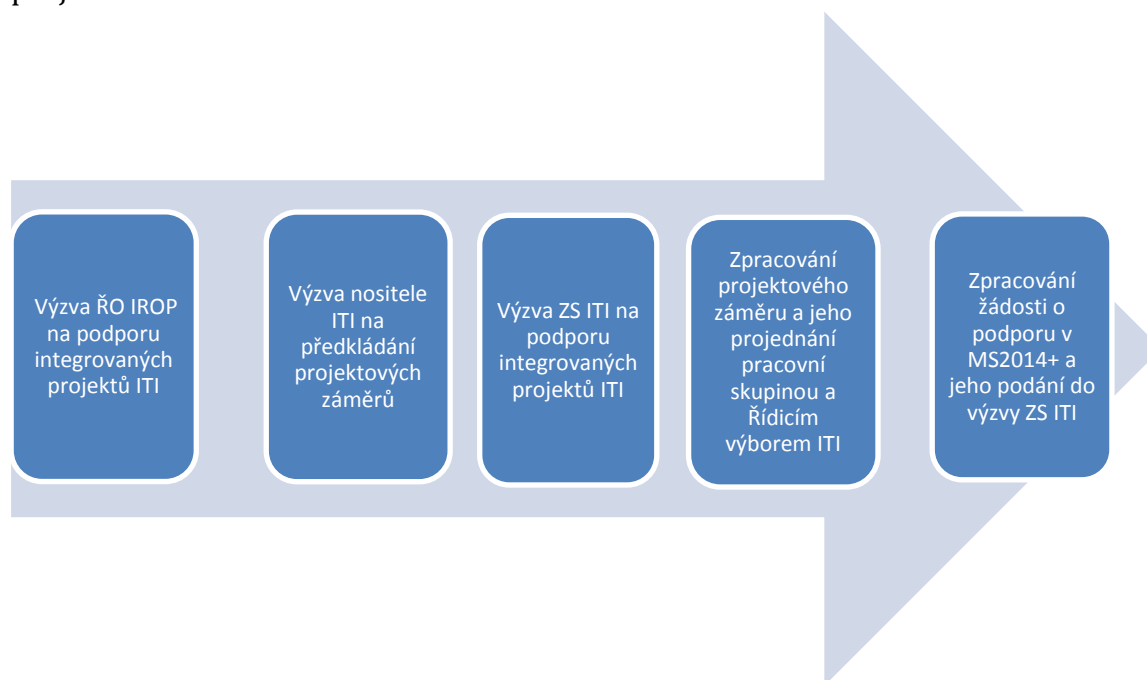 Výzva ŘO IROP
na podporu
integrovaných
projektů ITI
Výzva nositele
ITI na
předkládání
projektových
záměrů
Výzva ZS ITI na
podporu
integrovaných
projektů ITI
Zpracování
projektového
záměru a jeho
projednání
pracovní
skupinou a
Řídicím
výborem ITI
Zpracování
žádosti o
podporu v
MS2014+ a
jeho podání do
výzvy ZS ITI